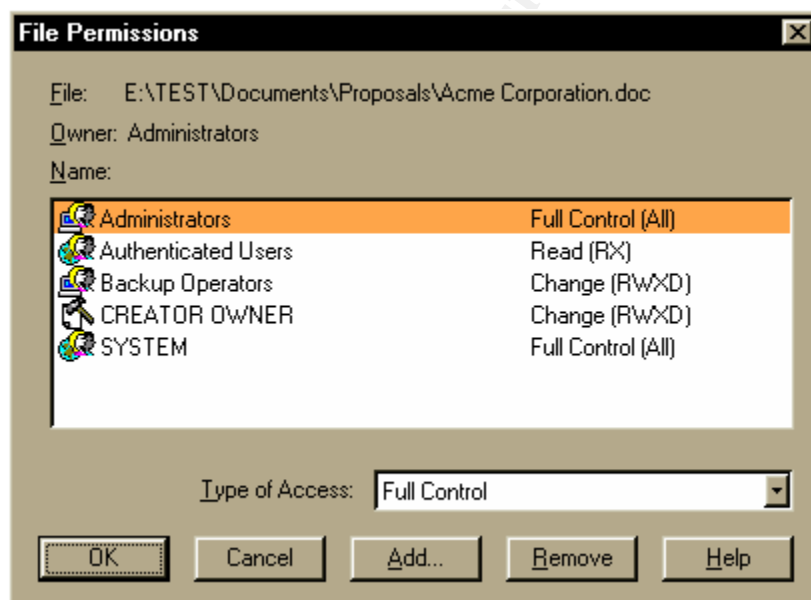 File Permissions
File: E:\TEST\Documents\Proposals\Acme Corporation.doc
Owner: Administrators
Name:
Administrators Full Control (All)
Authenticated Users Read (RX)
Backup Operators Change (RWXD)
CREATOR OWNER Change (RWXD)
SYSTEM Full Control (All)
Type of Access: Full Control
OK Cancel Add... Remove Help